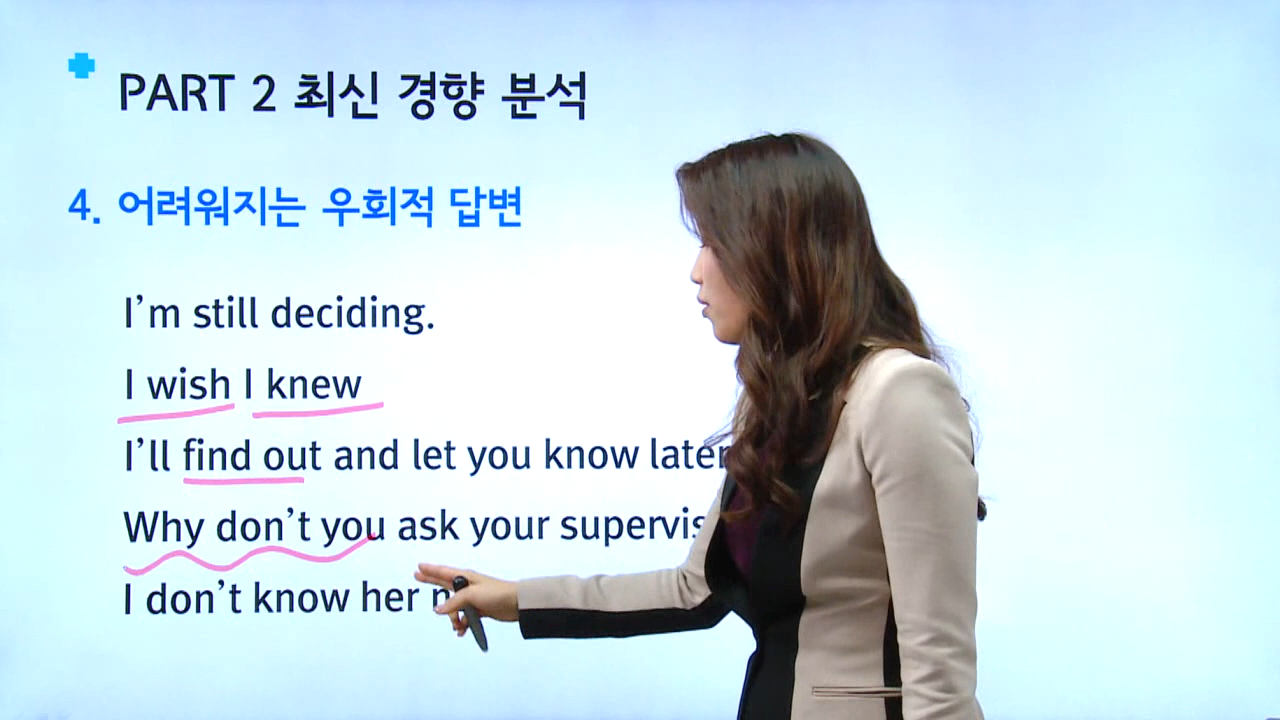 PART 2 최신 경향 분석
4. 어려워지는 우회적 답변
I'm still deciding.
I wish I knew
I'll find out and let you know later
Why don't you ask your
I don't know her